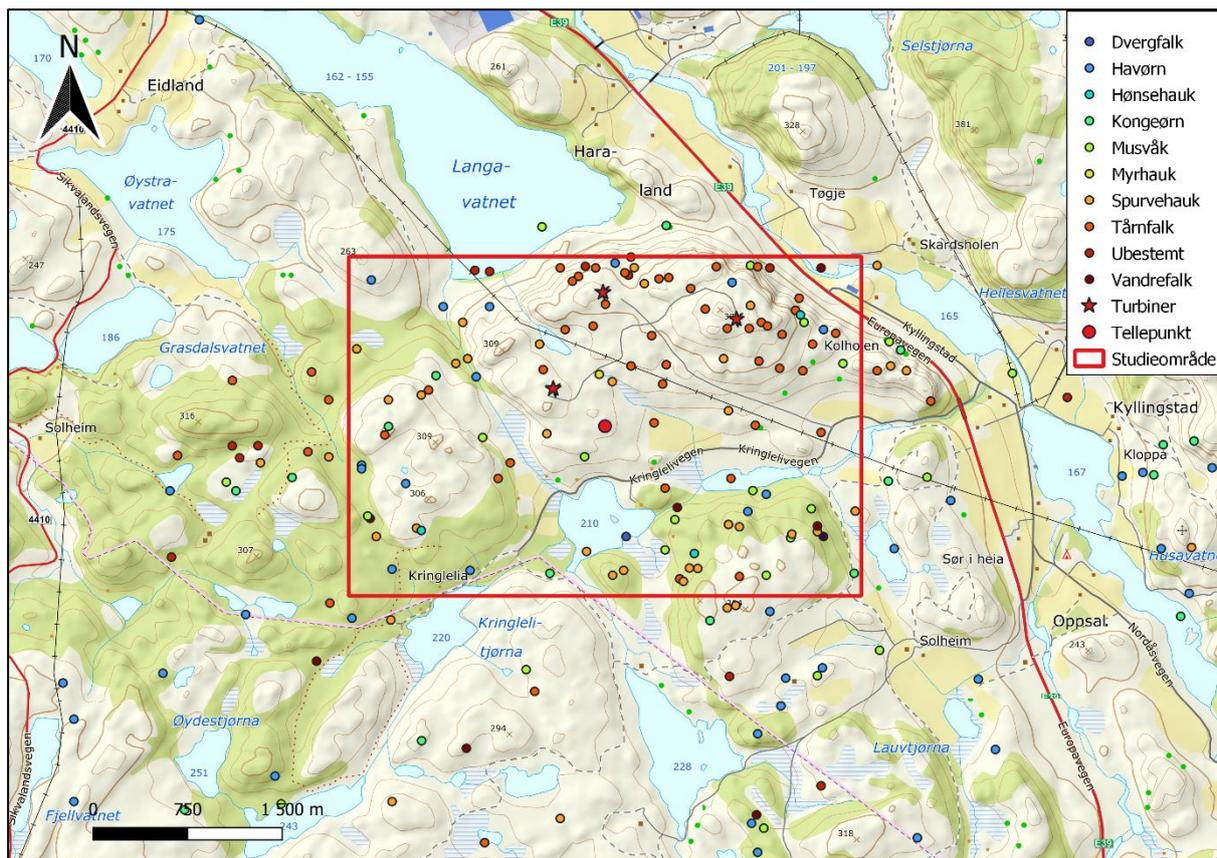 E39
N
170
162 - 155
261
Selstjørna
201 - 197
Eidland
328
381
4410
Øystra-
vatnet
Langa-
vatnet
Hara-
land
E39
Tøgje
Sikvalandsvegen
175
247
263
Skardsholen
Hellesvatnet
186
Grasdalsvatnet
309
Kolholen
Europavegen
Kyllingstad
165
316
Solheim
309
306
Kringlelivegen
Kringlelivegen
Kyllingstad
Kloppa
167
4410
307
210
Kringlelia
Sør i heia
Husavatnet
220
Kringleli-
tjørna
Solheim
Oppsal
243
Nordåsvegen
Øydestjørna
294
251
228
Lauvtjørna
Europavegen
Sikvalandsvegen
Fjellvatnet
243
318
E39
0 750 1 500 m
Dvergfalk
Havørn
Hønsehauk
Kongeørn
Musvåk
Myrhauk
Spurvehauk
Tårnfalk
Ubestemt
Vandrefalk
Turbiner
Tellepunkt
Studieområde